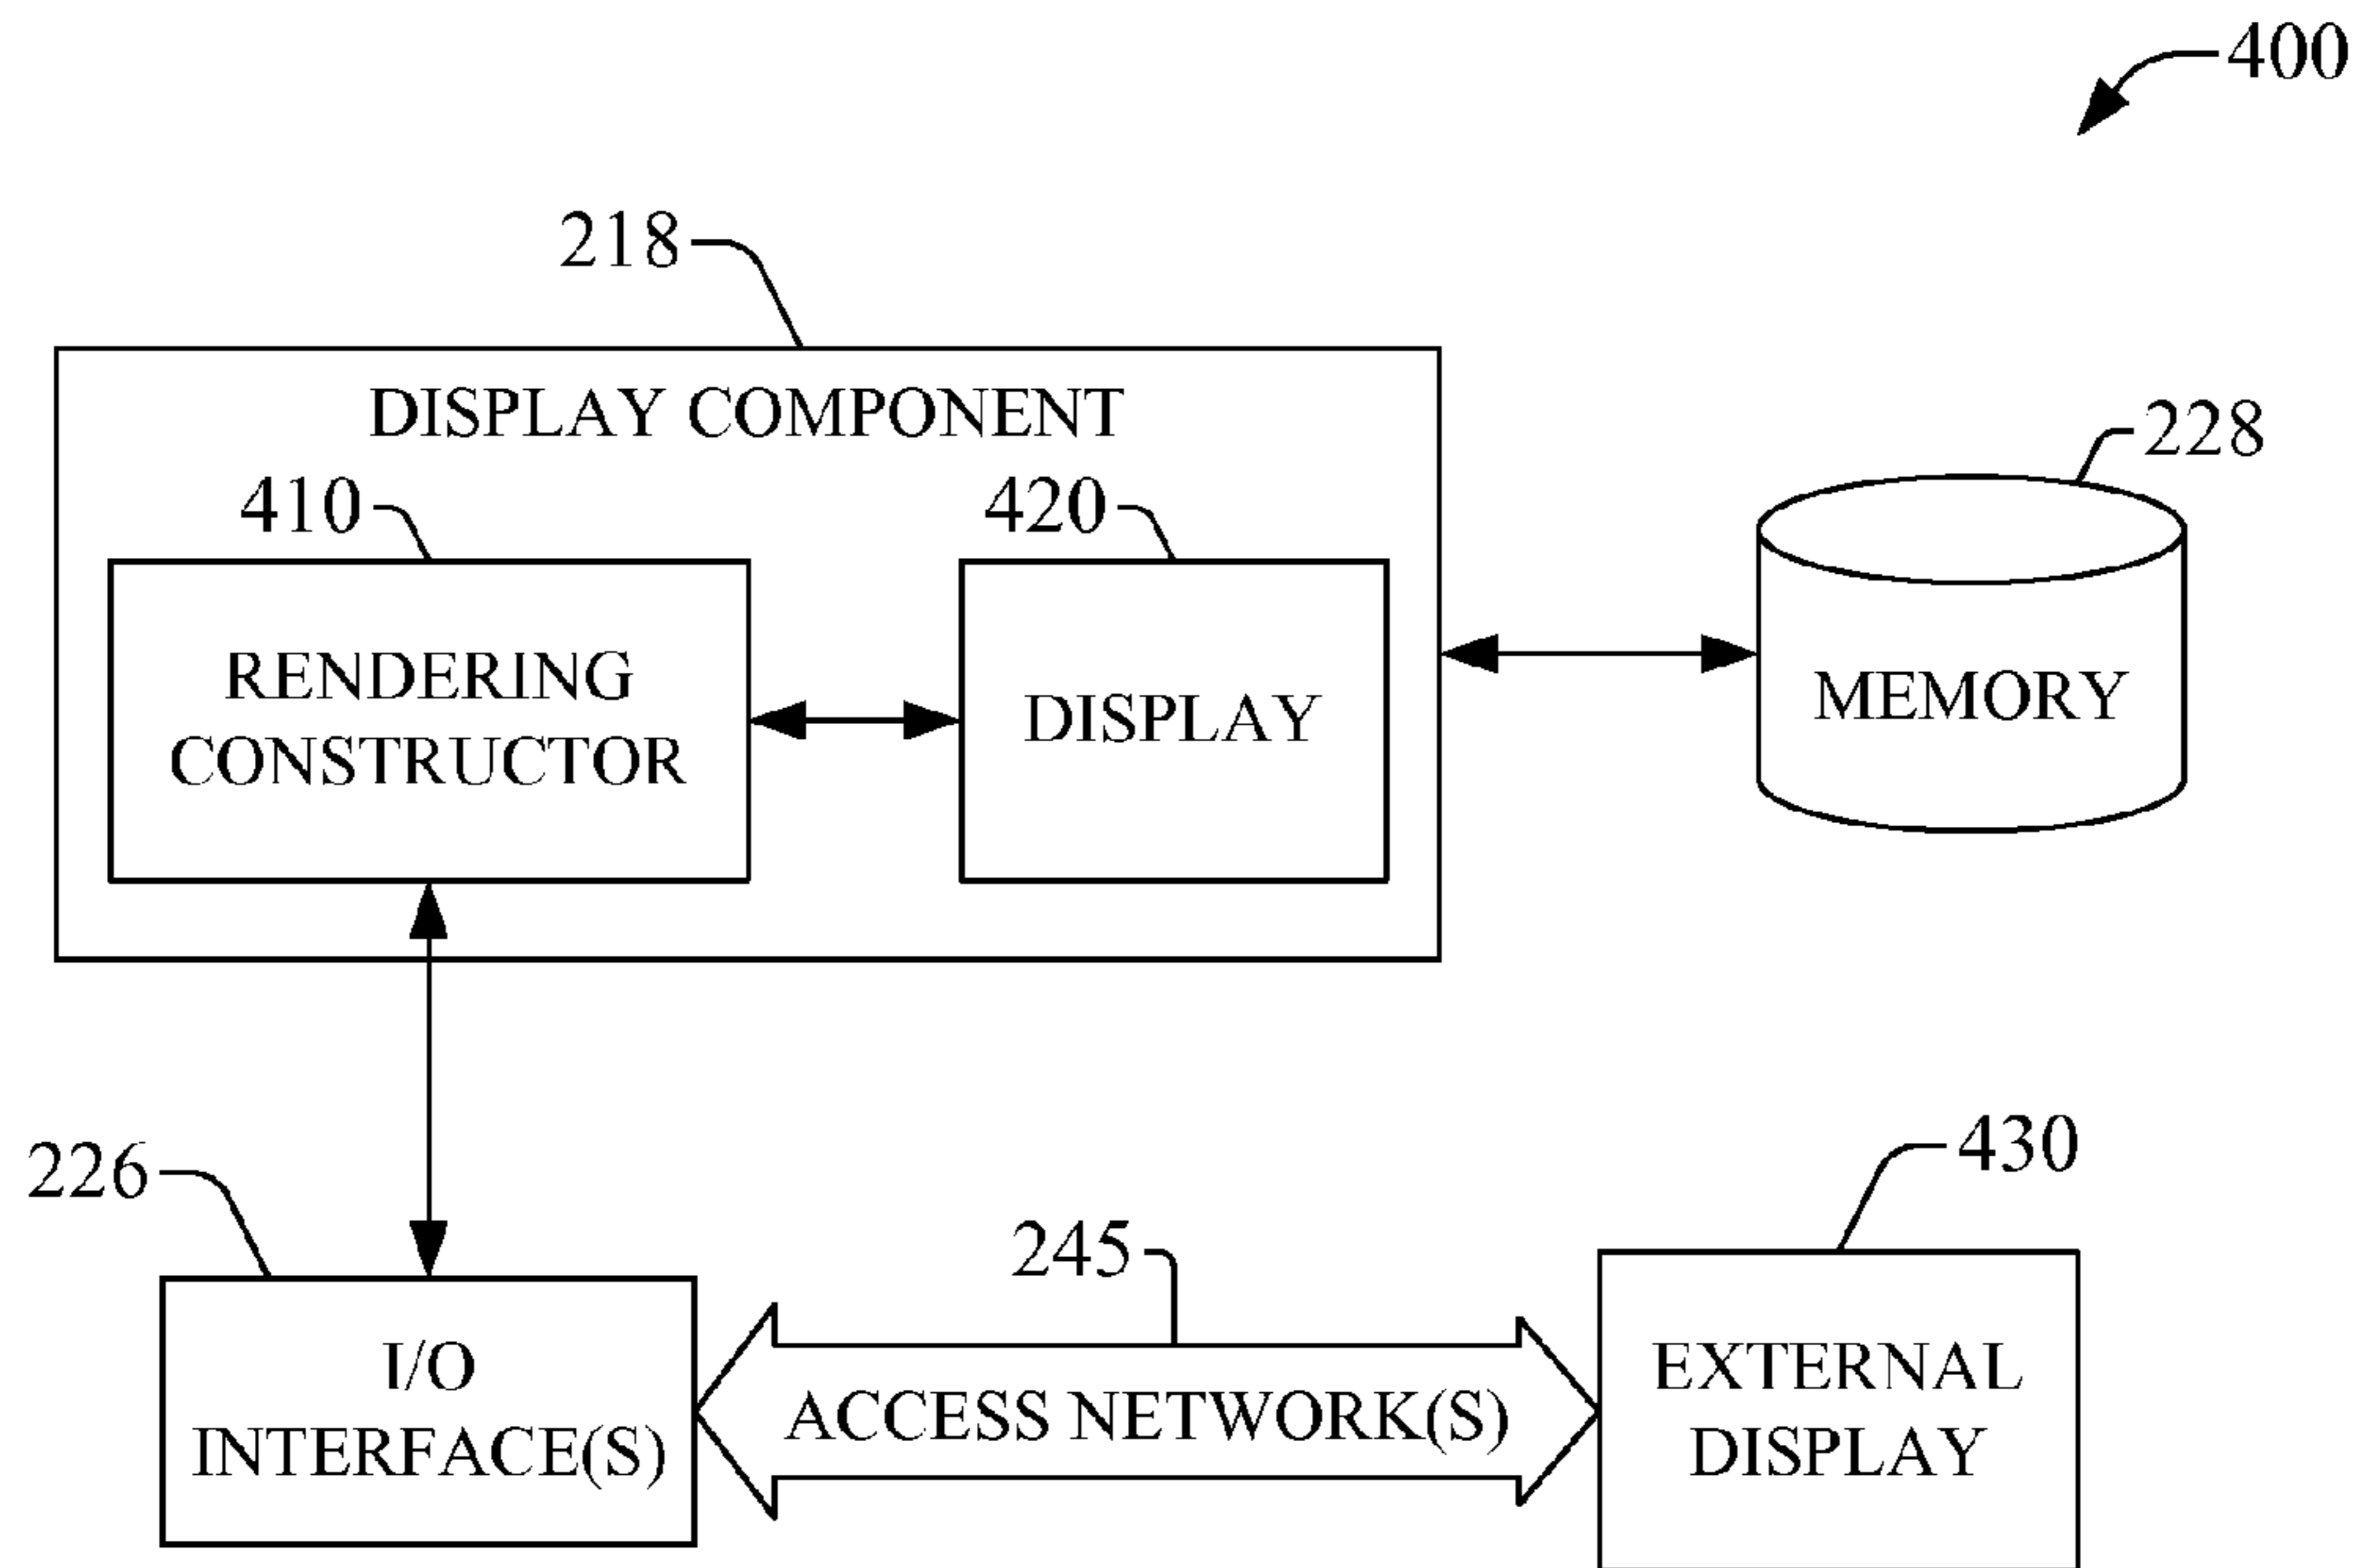 400
218
DISPLAY COMPONENT
228
410
420
RENDERING
CONSTRUCTOR
DISPLAY
MEMORY
226
430
245
I/O
INTERFACE(S)
ACCESS NETWORK(S)
EXTERNAL
DISPLAY